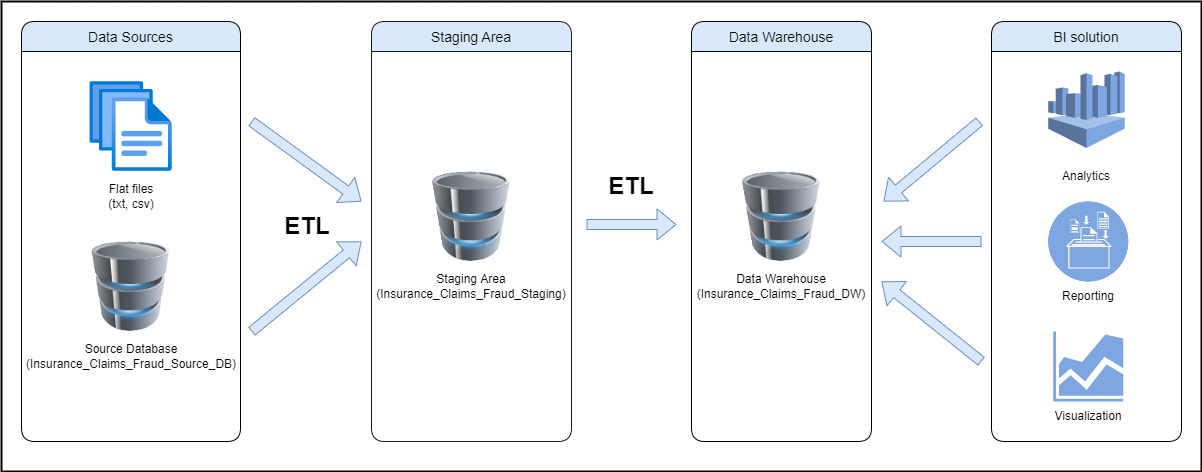 Data Sources
Flat files
(txt, csv)
Source Database
(Insurance_Claims_Fraud_Source_DB)
ETL
Staging Area
Staging Area
(Insurance_Claims_Fraud_Staging)
ETL
Data Warehouse
Data Warehouse
(Insurance_Claims_Fraud_DW)
BI solution
Analytics
Reporting
Visualization